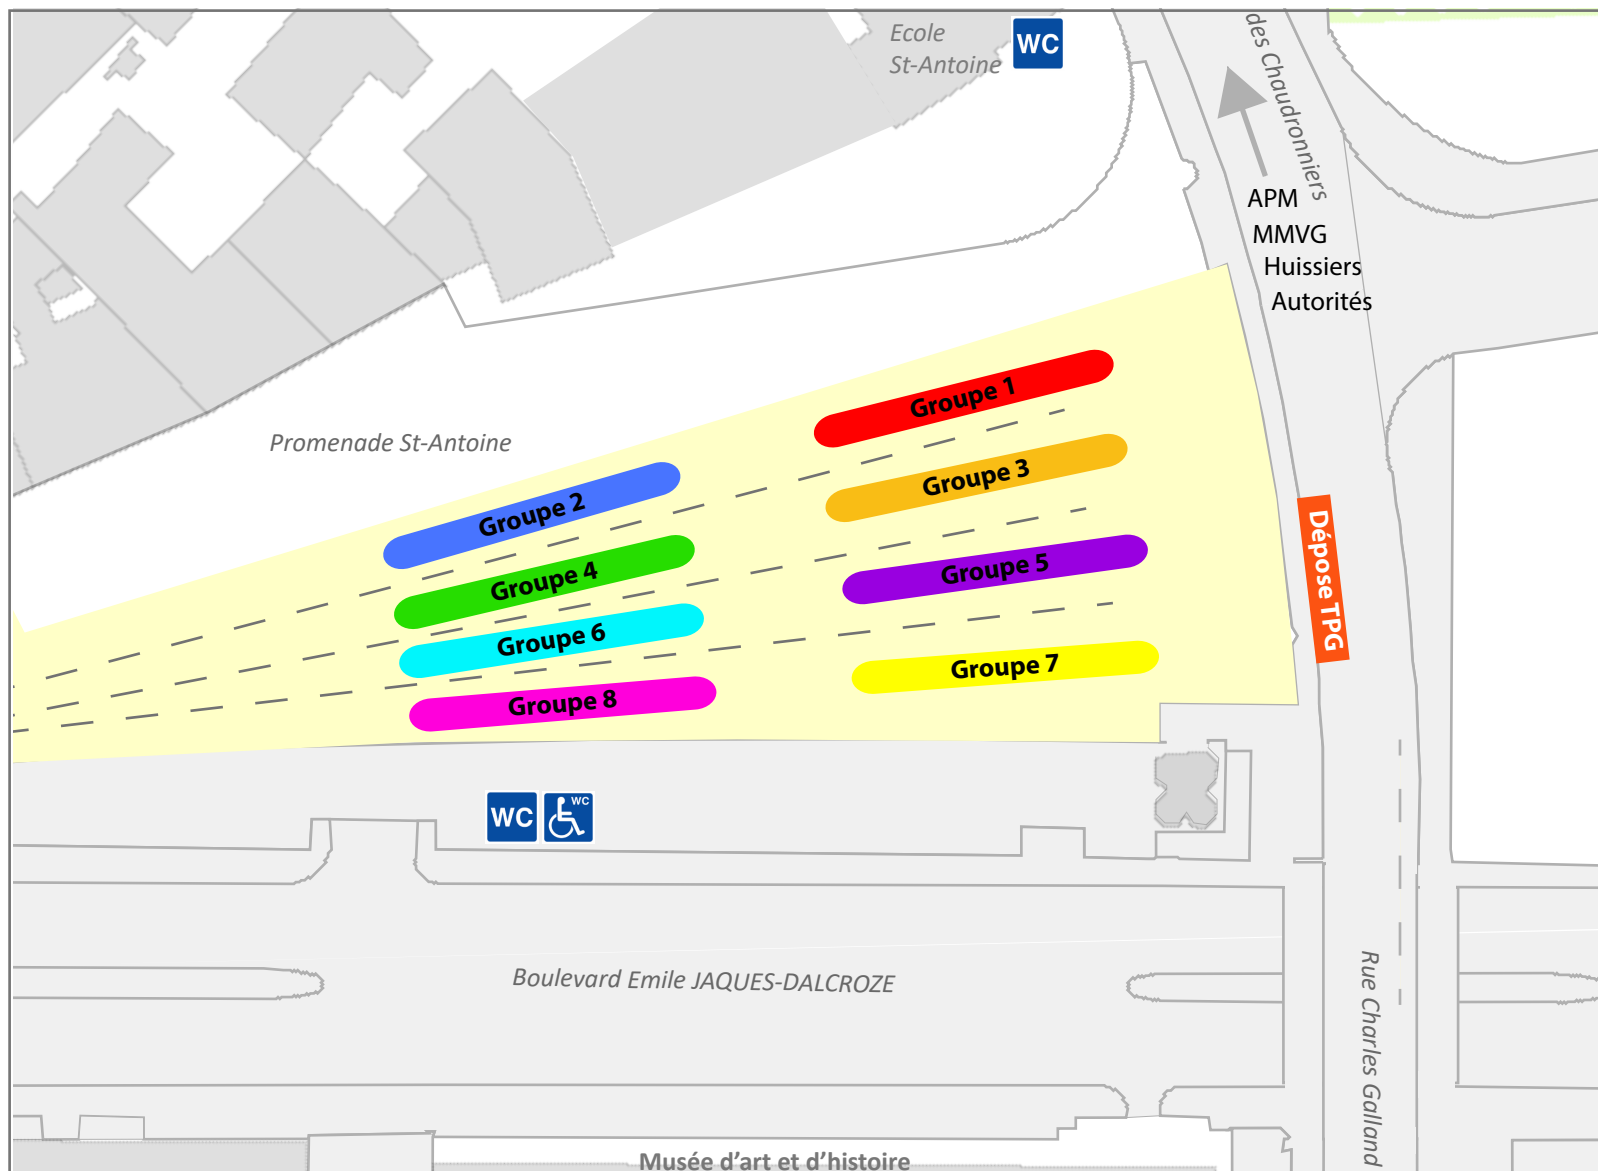 Ecole
St-Antoine
WC
des Chaudronniers
APM
MMVG
Huissiers
Autorités
Groupe 1
Promenade St-Antoine
Groupe 3
Groupe 2
Groupe 4
Groupe 5
Dépose TPG
Groupe 6
Groupe 7
Groupe 8
WC
WC
Boulevard Emile JAQUES-DALCROZE
Rue Charles Galland
Musée d'art et d'histoire